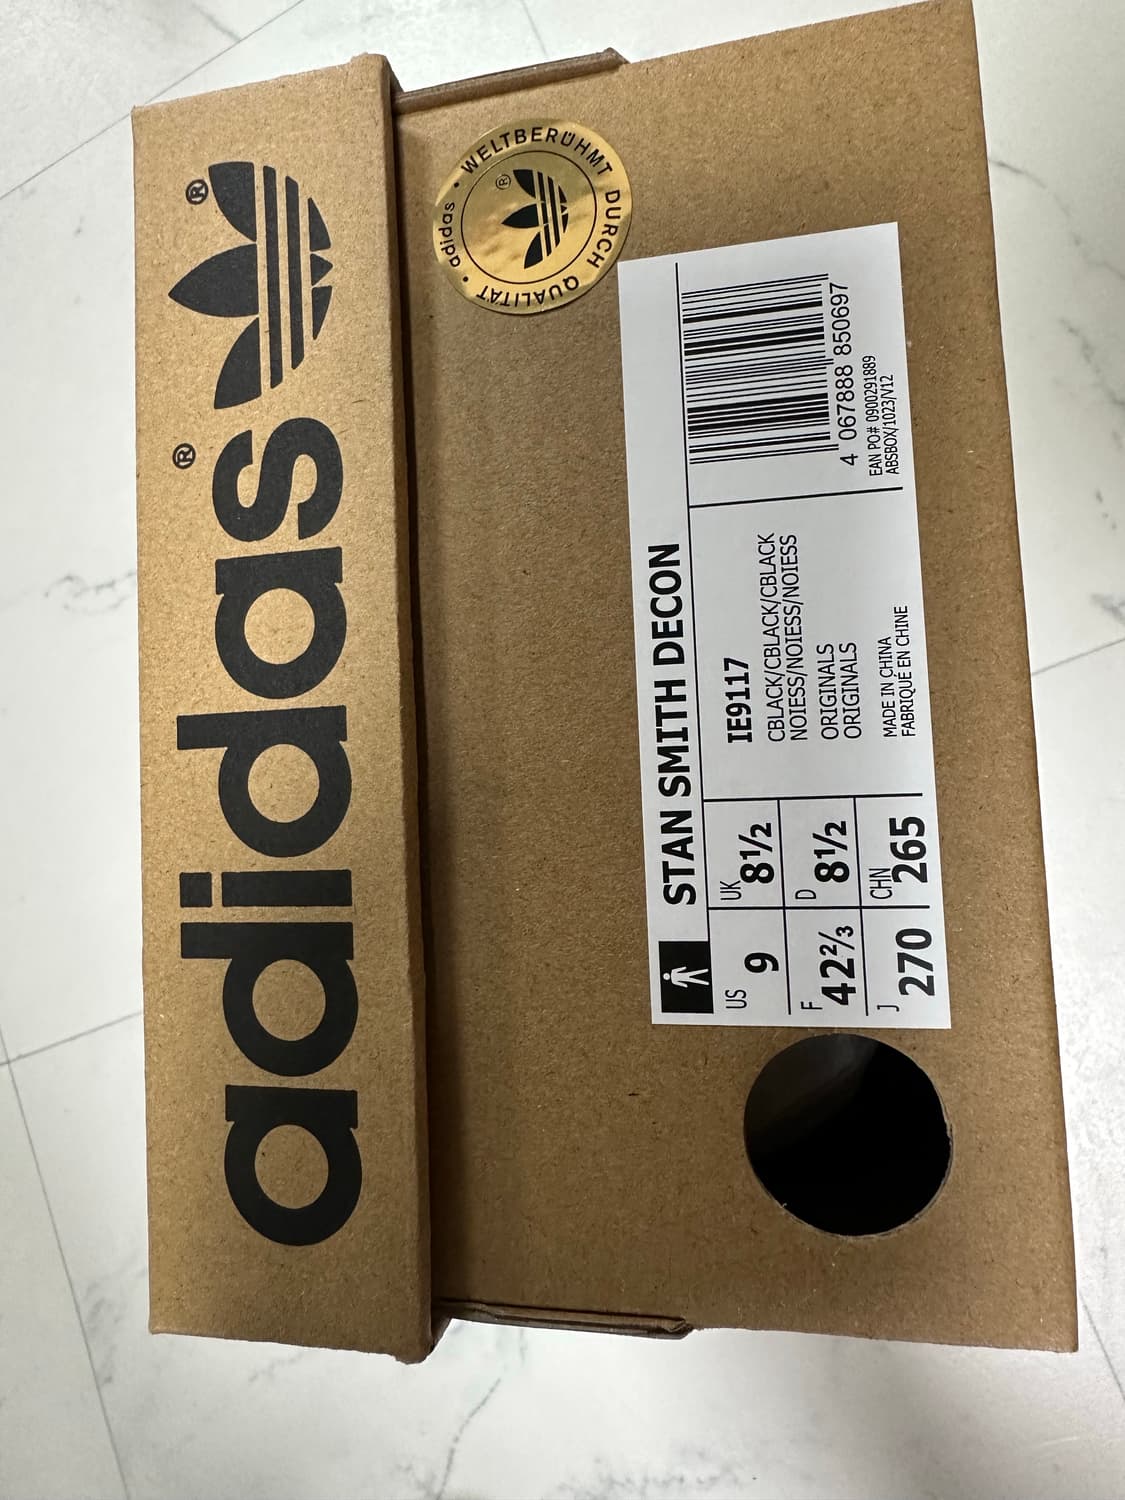 adidas®
®
adidas • WELTBERÜHMT DURCH QUALITÄT •
®
STAN SMITH DECON
US
9
UK
8½
F
42⅔
D
8½
J
270
CHN
265
IE9117
CBLACK/CBLACK/CBLACK
NOIESS/NOIESS/NOIESS
ORIGINALS
ORIGINALS
MADE IN CHINA
FABRIQUÉ EN CHINE
4 067888 850697
EAN PO# 0900291889
ABSBOX/1023/V12